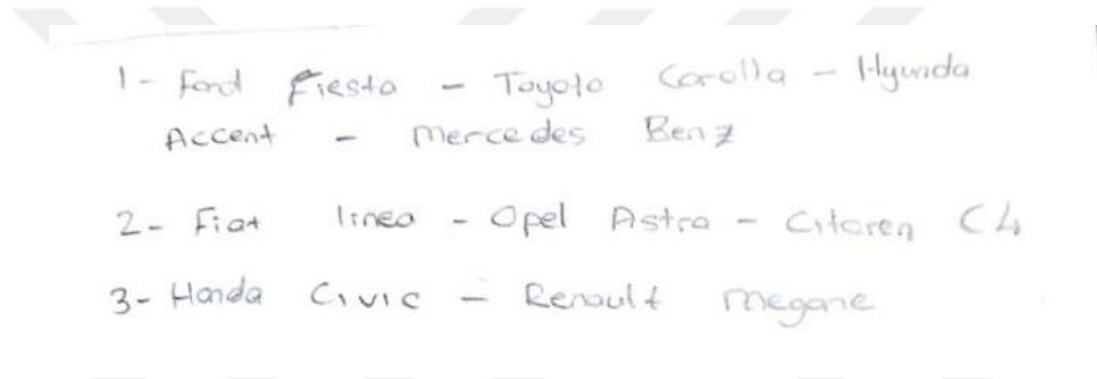 1- Ford Fiesta - Toyota Corolla - Hyunda
Accent - Mercedes Benz
2- Fiat linea - Opel Astra - Citoren C4
3- Honda Civic - Renault megane